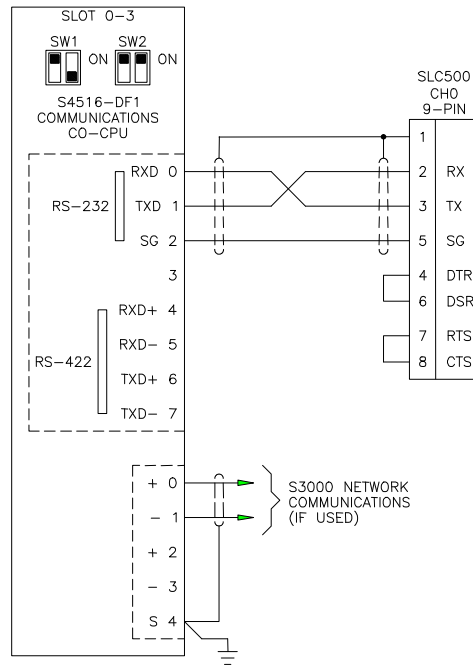 SLOT 0-3
SW1 SW2
ON ON
S4516-DF1
COMMUNICATIONS
CO-CPU
RS-232
RXD 0
TXD 1
SG 2
3
RS-422
RXD+ 4
RXD- 5
TXD+ 6
TXD- 7
+ 0
- 1
+ 2
- 3
S 4
S3000 NETWORK
COMMUNICATIONS
(IF USED)
SLC500
CH0
9-PIN
1
2 RX
3 TX
5 SG
4 DTR
6 DSR
7 RTS
8 CTS